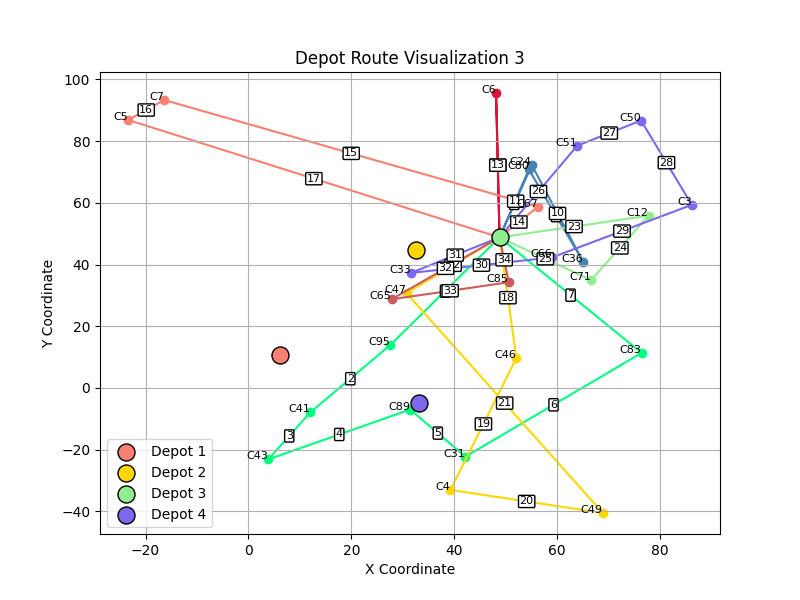 Depot Route Visualization 3
Y Coordinate
100
80
60
40
20
0
−20
−40
−20
0
20
40
60
80
X Coordinate
C6
C7
C5
C50
C51
C24
C60
C67
C3
C12
C36
C66
C71
C33
C85
C65
C47
C95
C46
C83
C41
C89
C43
C31
C4
C49
16
15
17
13
27
28
26
11
10
14
23
29
24
25
31
32
30
34
33
18
7
2
3
4
5
6
21
19
20
Depot 1
Depot 2
Depot 3
Depot 4